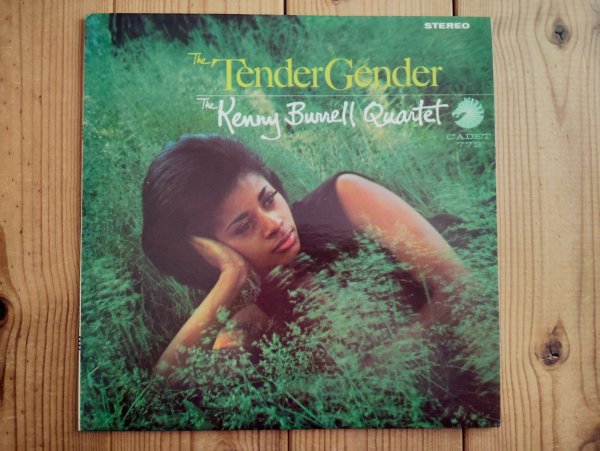 STEREO
The Tender Gender
The Kenny Burrell Quartet
CADET
772